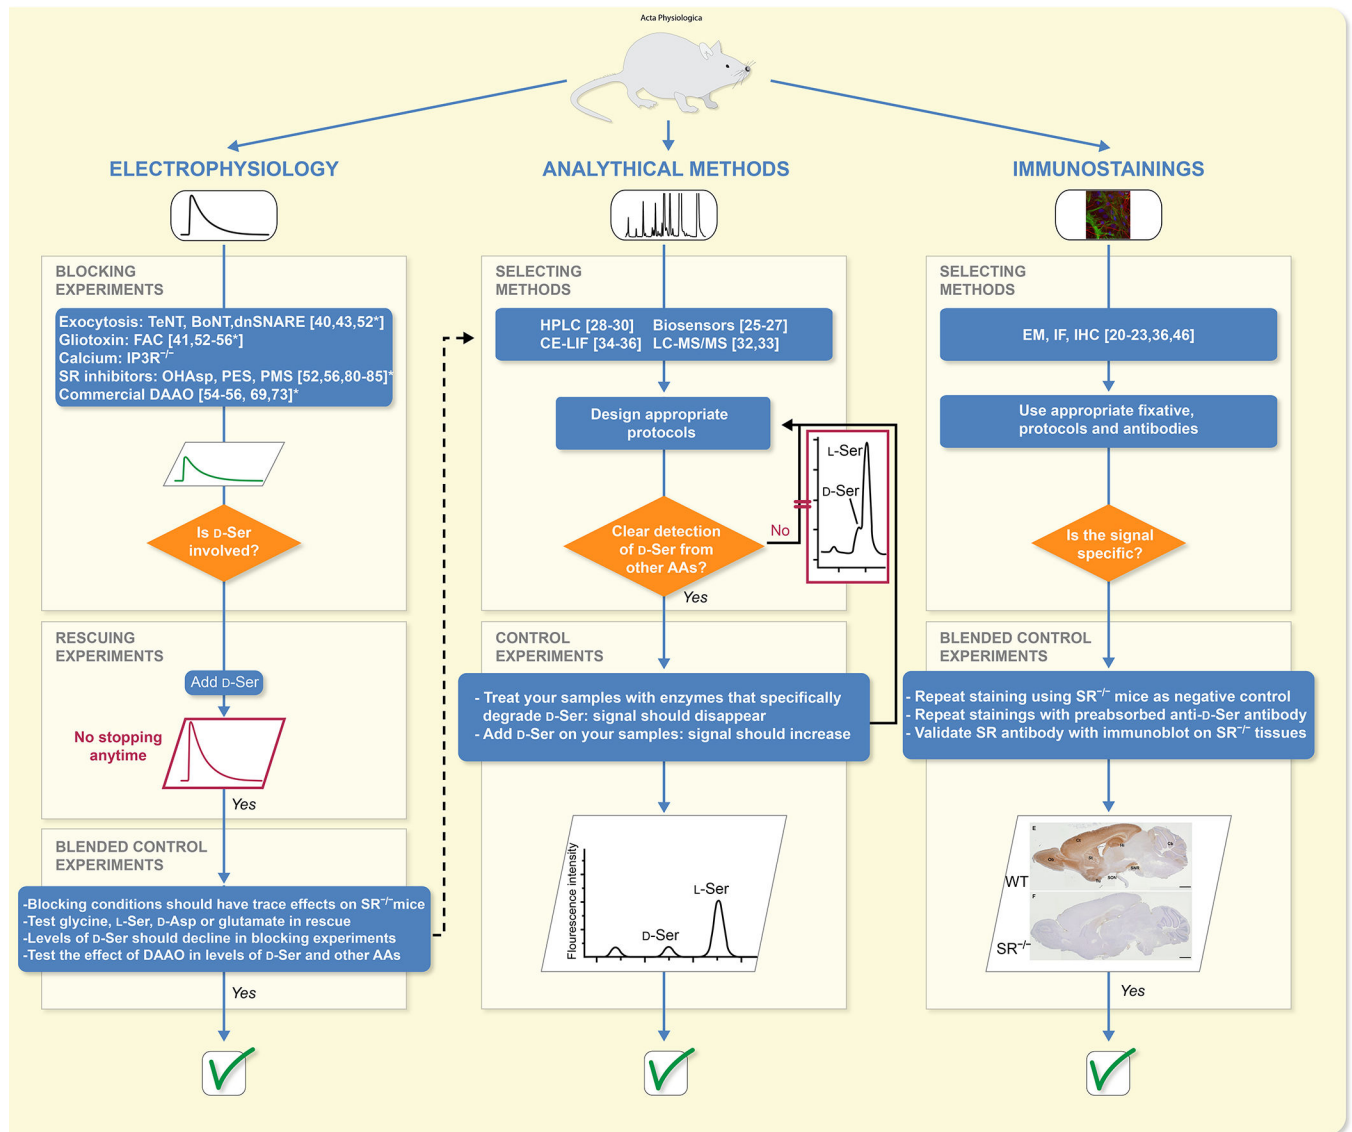 Acta Physiologica
ELECTROPHYSIOLOGY
BLOCKING
EXPERIMENTS
Exocytosis: TeNT, BoNT,dnSNARE [40,43,52*]
Gliotoxin: FAC [41,52-56*]
Calcium: IP3R⁻/⁻
SR inhibitors: OHAsp, PES, PMS [52,56,80-85]*
Commercial DAAO [54-56, 69,73]*
Is D-Ser
involved?
RESCUING
EXPERIMENTS
Add D-Ser
No stopping
anytime
Yes
BLENDED CONTROL
EXPERIMENTS
-Blocking conditions should have trace effects on SR⁻/⁻mice
-Test glycine, L-Ser, D-Asp or glutamate in rescue
-Levels of D-Ser should decline in blocking experiments
-Test the effect of DAAO in levels of D-Ser and other AAs
Yes
ANALYTHICAL METHODS
SELECTING
METHODS
HPLC [28-30] Biosensors [25-27]
CE-LIF [34-36] LC-MS/MS [32,33]
Design appropriate
protocols
Clear detection
of D-Ser from
other AAs?
No
L-Ser
D-Ser
Yes
CONTROL
EXPERIMENTS
- Treat your samples with enzymes that specifically
degrade D-Ser: signal should disappear
- Add D-Ser on your samples: signal should increase
Flourescence intensity
D-Ser
L-Ser
IMMUNOSTAININGS
SELECTING
METHODS
EM, IF, IHC [20-23,36,46]
Use appropriate fixative,
protocols and antibodies
Is the signal
specific?
BLENDED CONTROL
EXPERIMENTS
- Repeat staining using SR⁻/⁻ mice as negative control
- Repeat stainings with preabsorbed anti-D-Ser antibody
- Validate SR antibody with immunoblot on SR⁻/⁻ tissues
E
WT
F
SR⁻/⁻
Yes